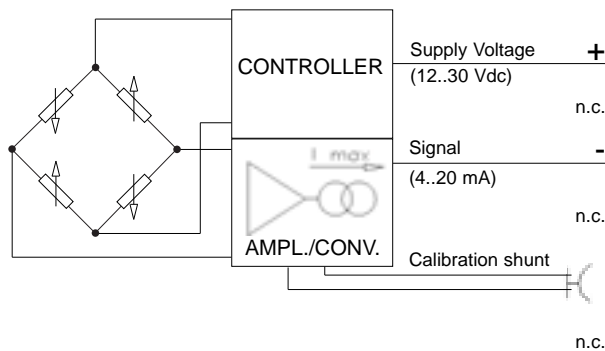 CONTROLLER
Supply Voltage +
(12..30 Vdc)
n.c.
I max
Signal -
(4..20 mA)
n.c.
AMPL./CONV.
Calibration shunt
n.c.